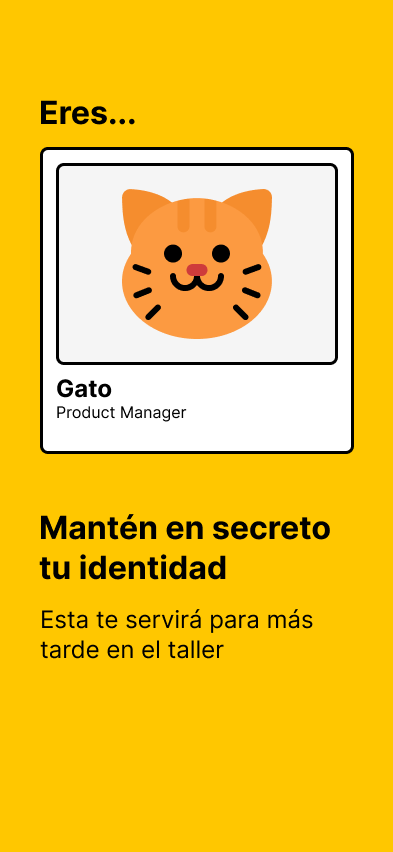 Eres...
Gato
Product Manager
Mantén en secreto
tu identidad
Esta te servirá para más
tarde en el taller